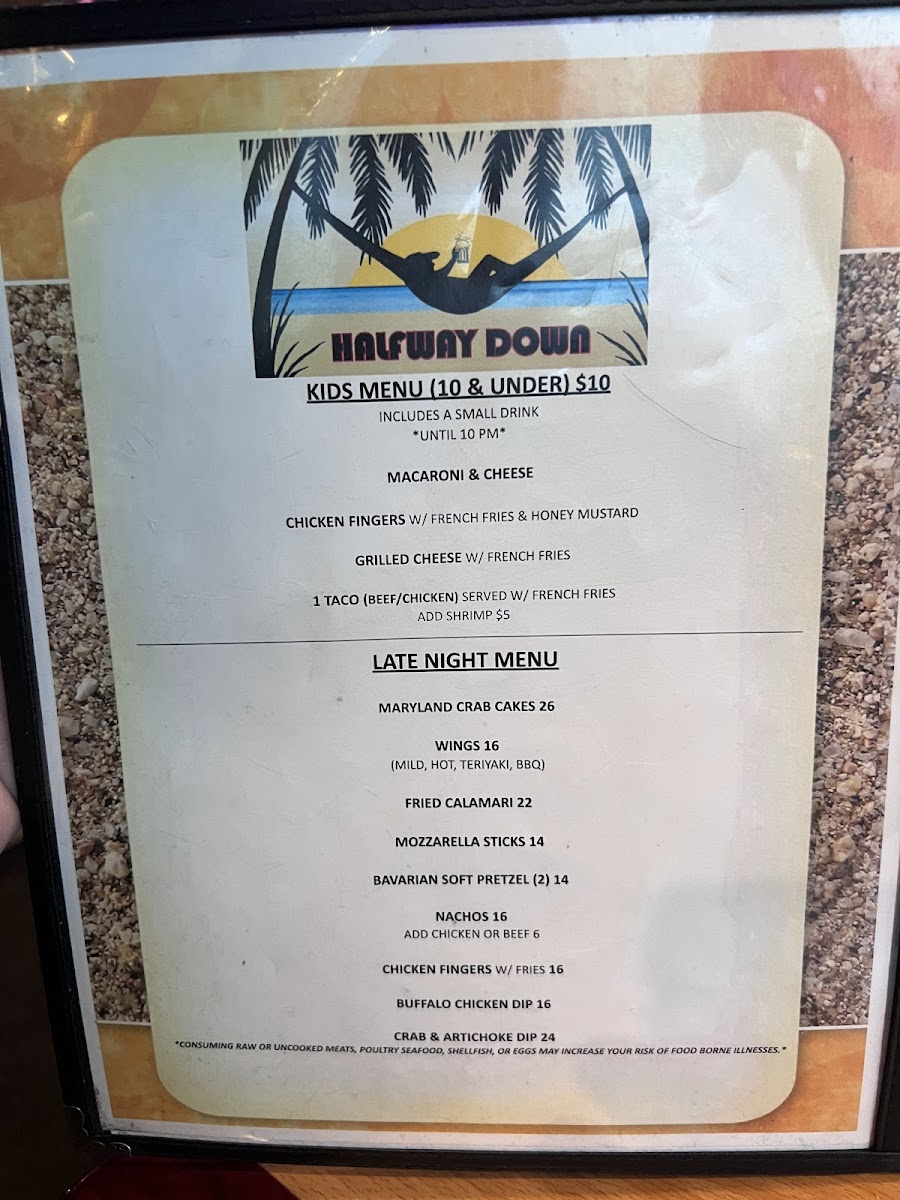 HALFWAY DOWN
KIDS MENU (10 & UNDER) $10
INCLUDES A SMALL DRINK
*UNTIL 10 PM*
MACARONI & CHEESE
CHICKEN FINGERS W/ FRENCH FRIES & HONEY MUSTARD
GRILLED CHEESE W/ FRENCH FRIES
1 TACO (BEEF/CHICKEN) SERVED W/ FRENCH FRIES
ADD SHRIMP $5
LATE NIGHT MENU
MARYLAND CRAB CAKES 26
WINGS 16
(MILD, HOT, TERIYAKI, BBQ)
FRIED CALAMARI 22
MOZZARELLA STICKS 14
BAVARIAN SOFT PRETZEL (2) 14
NACHOS 16
ADD CHICKEN OR BEEF 6
CHICKEN FINGERS W/ FRIES 16
BUFFALO CHICKEN DIP 16
CRAB & ARTICHOKE DIP 24
*CONSUMING RAW OR UNCOOKED MEATS, POULTRY SEAFOOD, SHELLFISH, OR EGGS MAY INCREASE YOUR RISK OF FOOD BORNE ILLNESSES.*